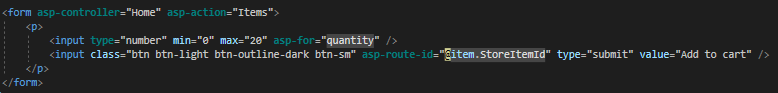 <form asp-controller="Home" asp-action="Items">
<p>
<input type="number" min="0" max="20" asp-for="quantity" />
<input class="btn btn-light btn-outline-dark btn-sm" asp-route-id="@item.StoreItemId" type="submit" value="Add to cart" />
</p>
</form>